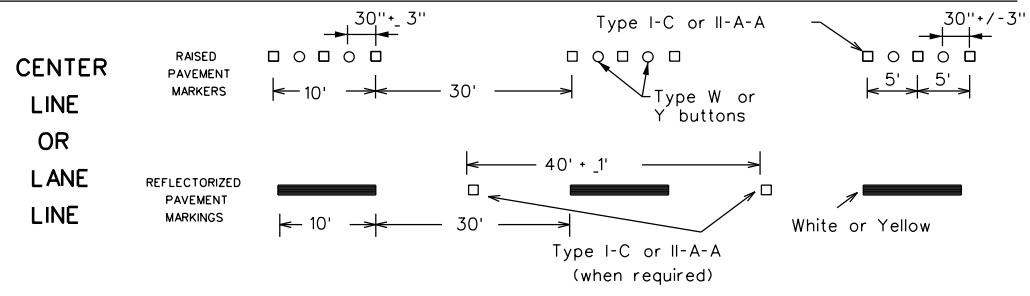 30"+_ 3"
Type I-C or II-A-A
30"+/-3"
CENTER
LINE
OR
LANE
LINE
RAISED
PAVEMENT
MARKERS
10'
30'
Type W or
Y buttons
5'
5'
40' + _1'
REFLECTORIZED
PAVEMENT
MARKINGS
10'
30'
Type I-C or II-A-A
(when required)
White or Yellow